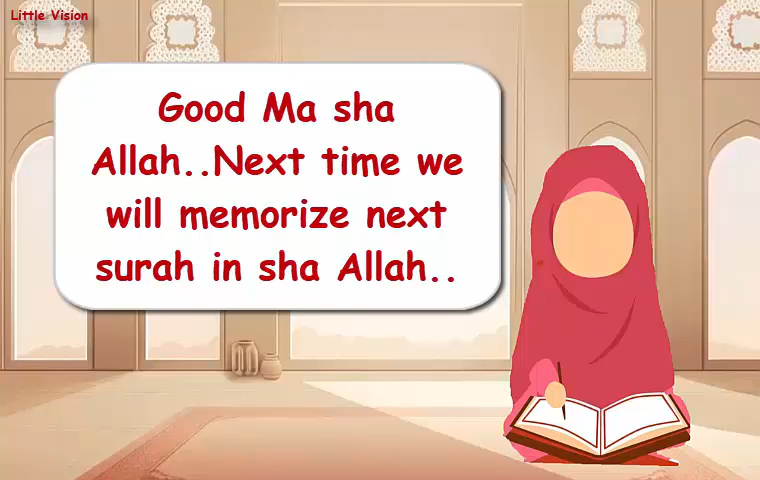 Little Vision
Good Ma sha
Allah..Next time we
will memorize next
surah in sha Allah..